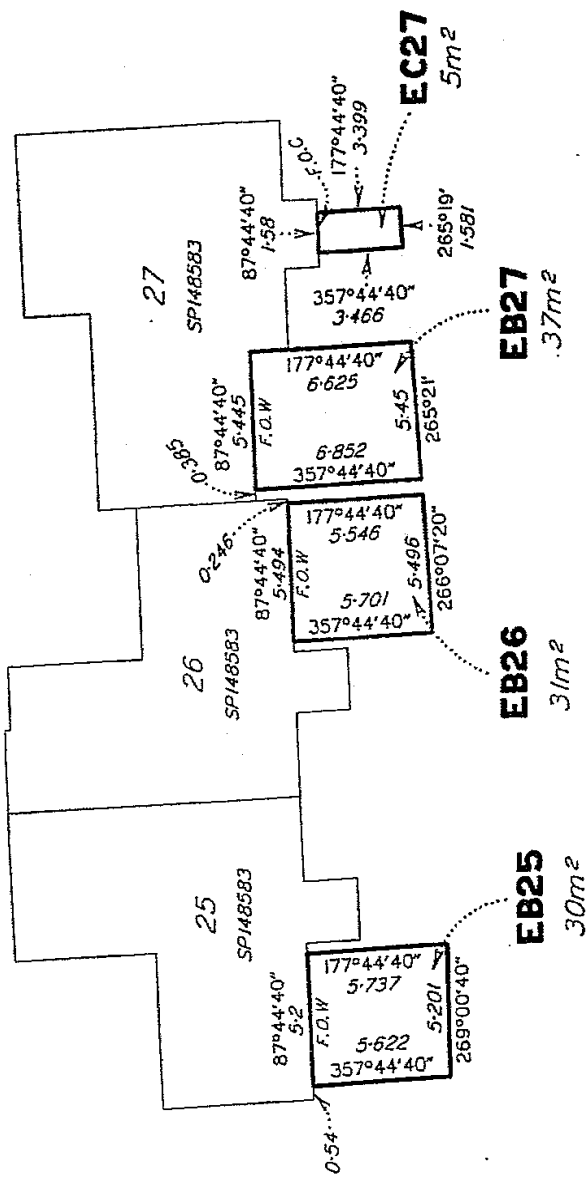 25
SP148583
26
SP148583
27
SP148583
0·54
87°44'40"
5·2
F.O.W
177°44'40"
5·737
5·622
357°44'40"
5·201
269°00'40"
EB25
30m²
0·246
87°44'40"
5·494
F.O.W
177°44'40"
5·546
5·701
357°44'40"
5·496
266°07'20"
EB26
31m²
0·385
87°44'40"
5·445
F.O.W
177°44'40"
6·625
6·852
357°44'40"
5·45
265°21'
EB27
37m²
87°44'40"
1·58
F.O.C
177°44'40"
3·399
357°44'40"
3·466
265°19'
1·581
EC27
5m²